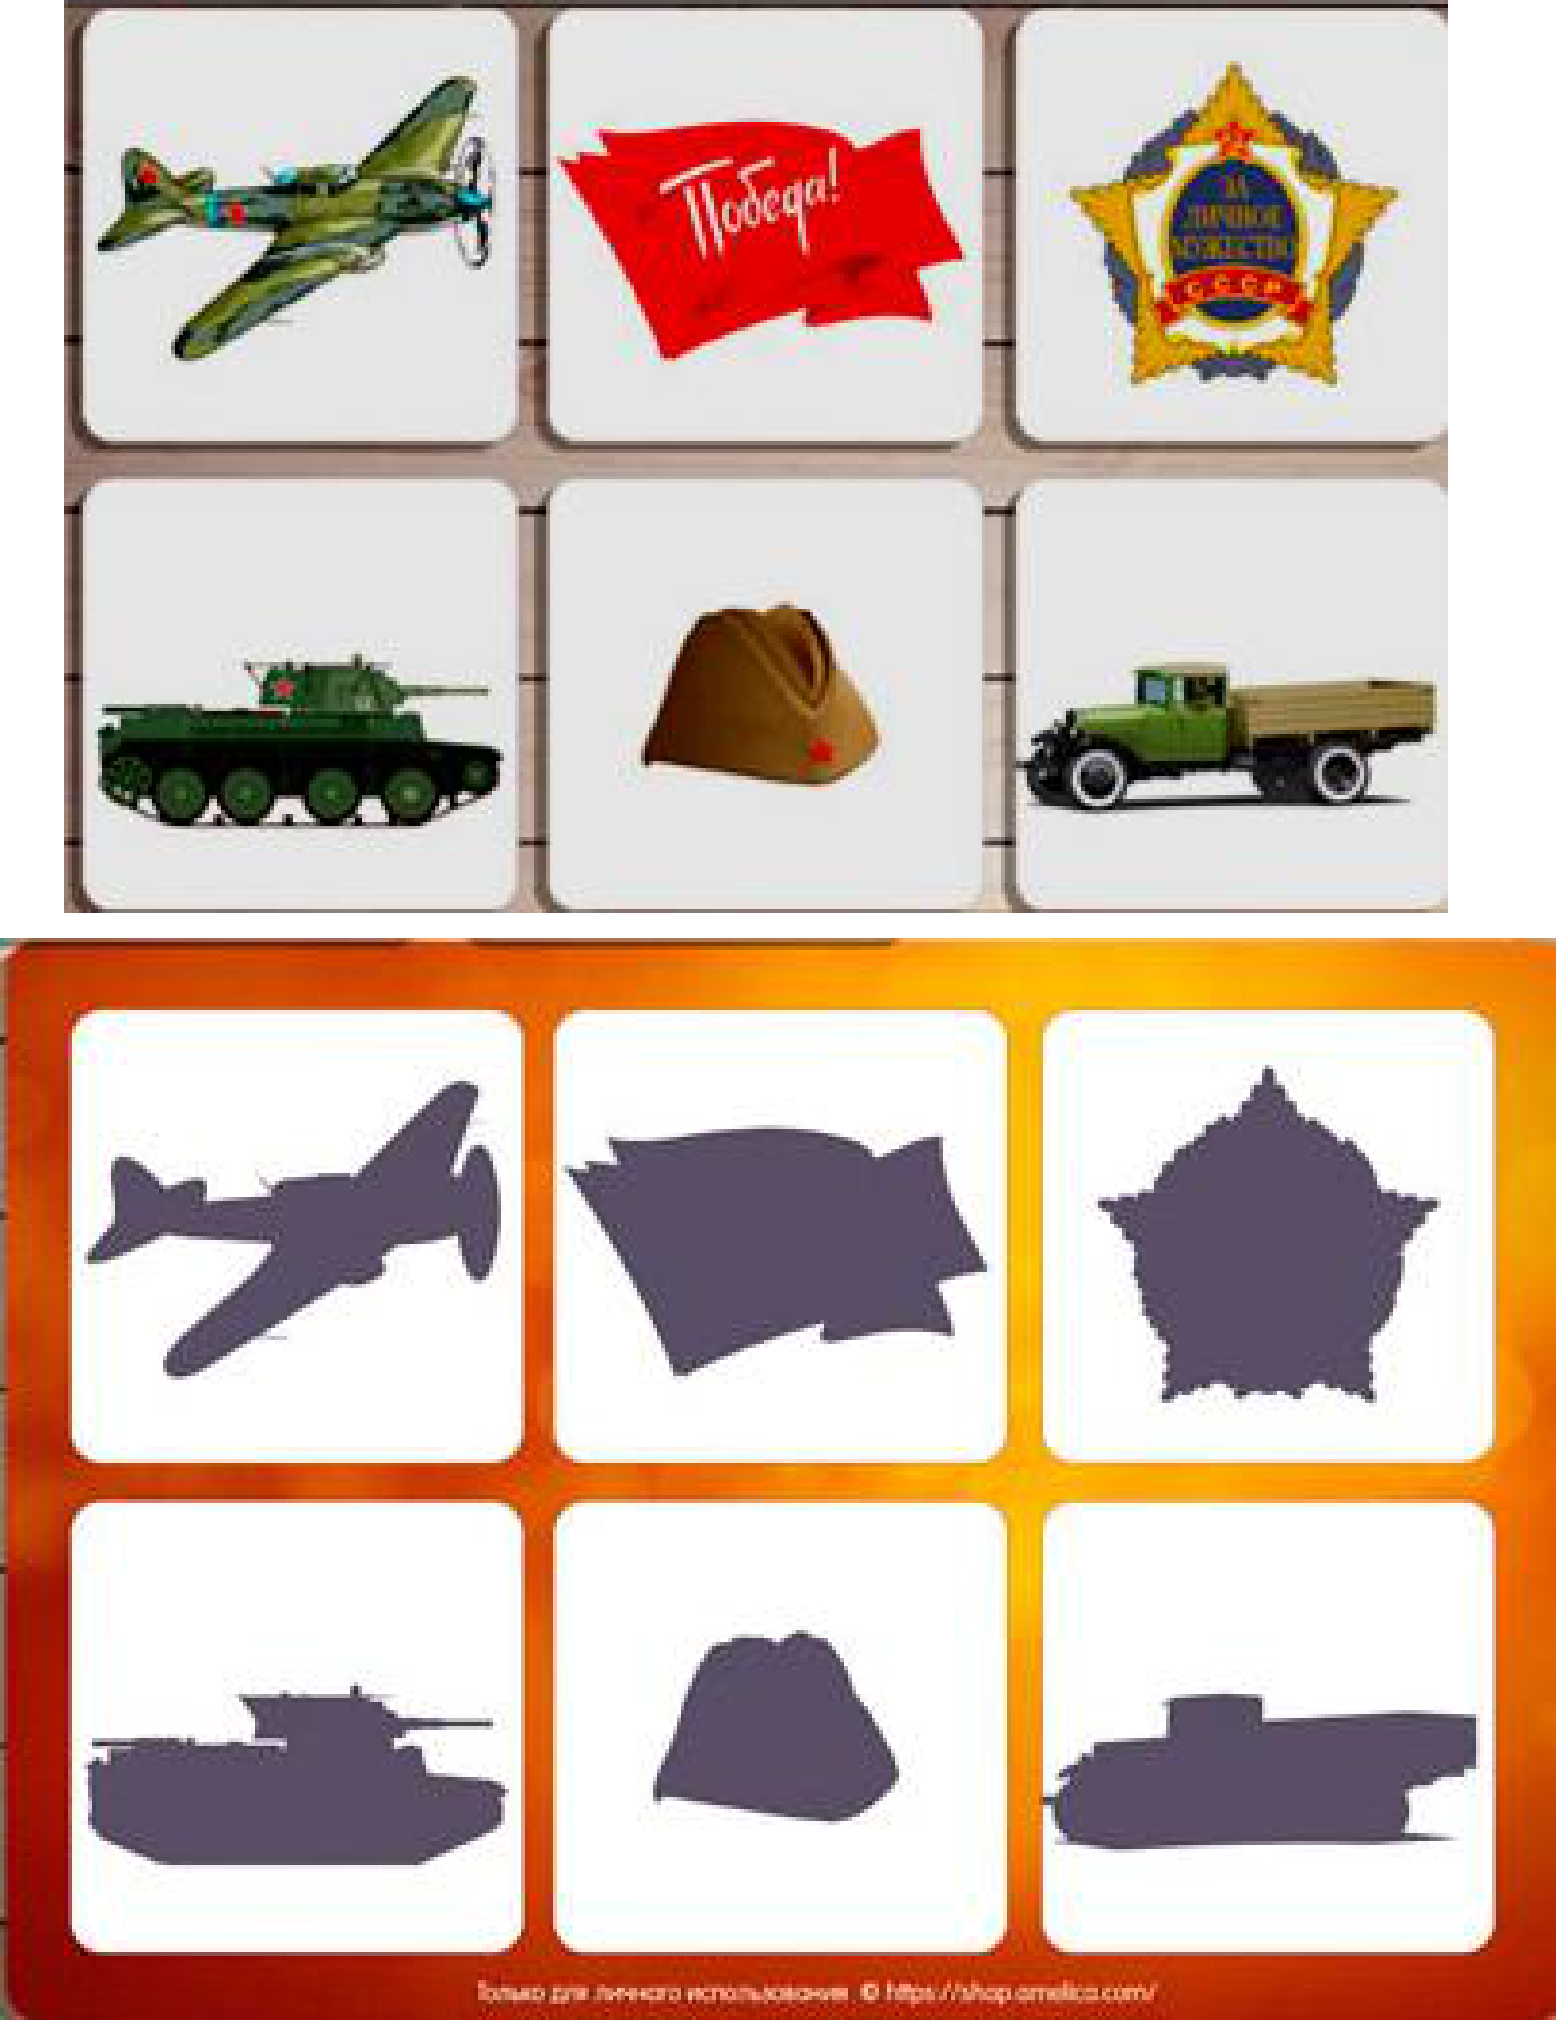 Победа!
ЗА
ЛИЧНОЕ
МУЖЕСТВО
СССР
Только для личного использования © https://shop.amelica.com/